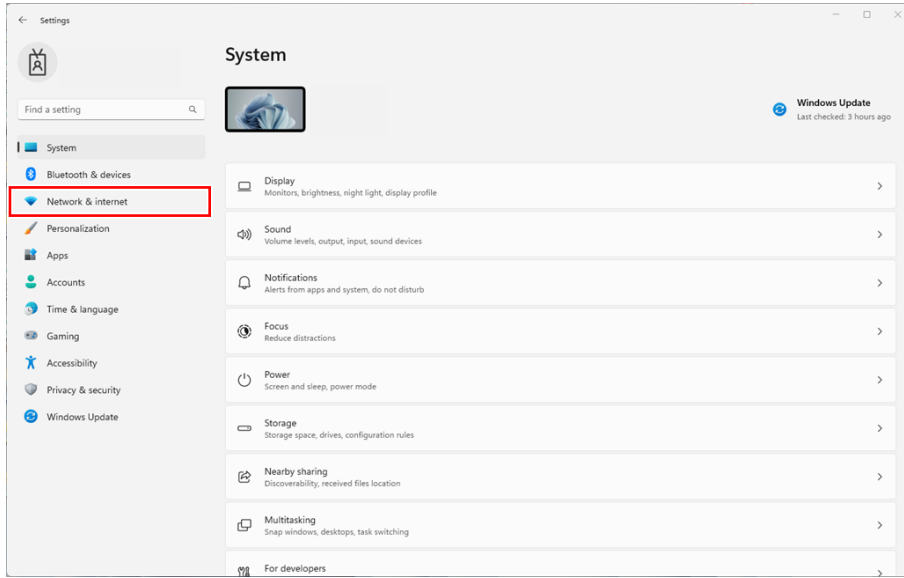 Settings
System
Find a setting
Windows Update
Last checked: 3 hours ago
System
Bluetooth & devices
Network & internet
Personalization
Apps
Accounts
Time & language
Gaming
Accessibility
Privacy & security
Windows Update
Display
Monitors, brightness, night light, display profile
Sound
Volume levels, output, input, sound devices
Notifications
Alerts from apps and system, do not disturb
Focus
Reduce distractions
Power
Screen and sleep, power mode
Storage
Storage space, drives, configuration rules
Nearby sharing
Discoverability, received files location
Multitasking
Snap windows, desktops, task switching
For developers